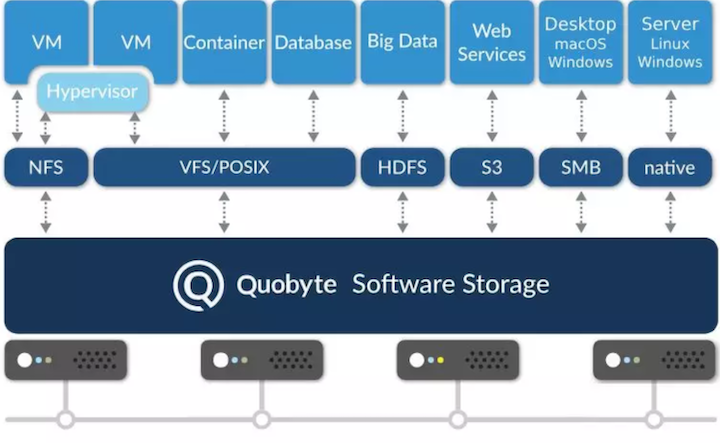 VM
VM
Hypervisor
Container
Database
Big Data
Web
Services
Desktop
macOS
Windows
Server
Linux
Windows
NFS
VFS/POSIX
HDFS
S3
SMB
native
Quobyte Software Storage